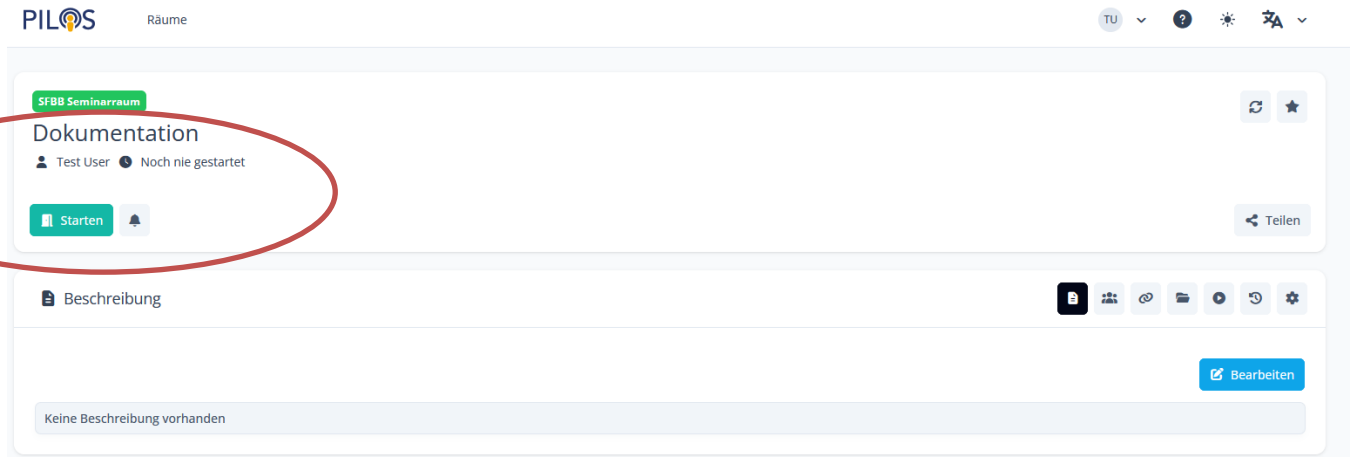 PILOS Räume TU
SFBB Seminarraum
Dokumentation
Test User Noch nie gestartet
Starten Teilen
Beschreibung
Bearbeiten
Keine Beschreibung vorhanden